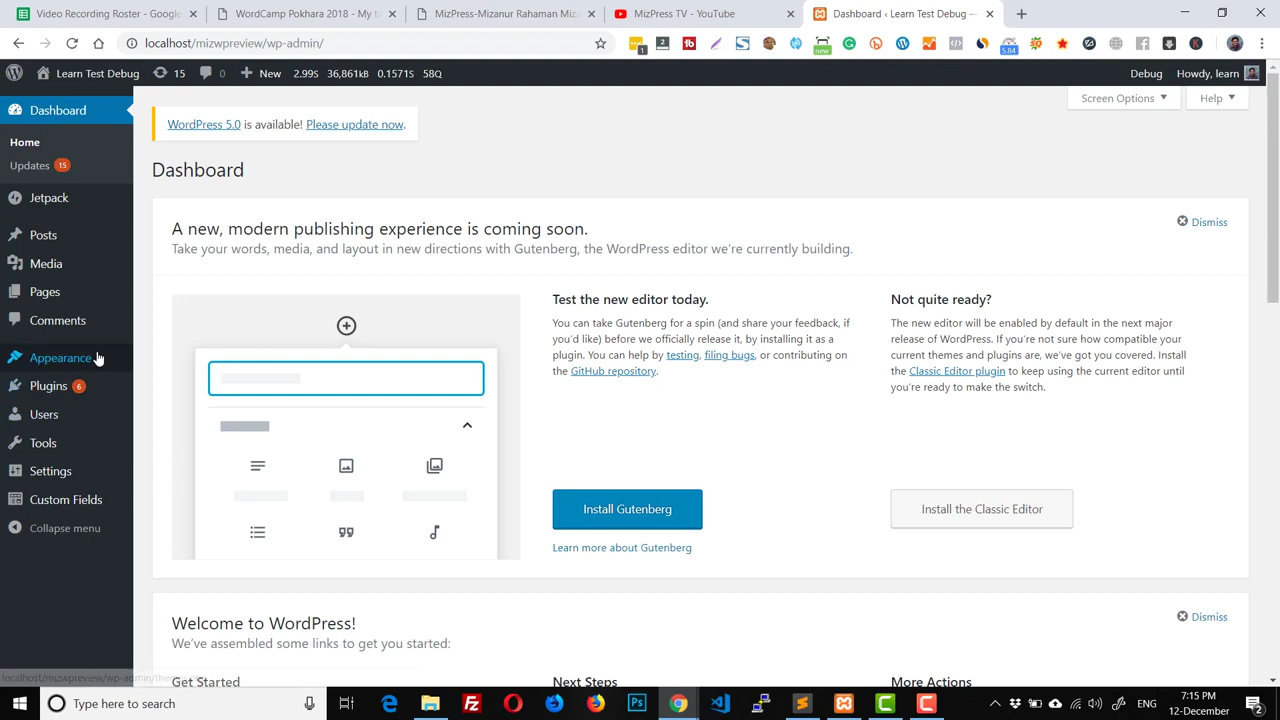 Video Recording Roster - Google
WordCamp Pokhara 2018 - My ta
MizPress-Mizanur Rahaman Miza
MizPress TV - YouTube
Dashboard ‹ Learn Test Debug —
localhost/mizwpreview/wp-admin/
1
2
new
5.84
Learn Test Debug
15
0
New
2.99S
36,861kB
0.1571S
58Q
Debug
Howdy, learn
Dashboard
Home
Updates 15
Jetpack
Posts
Media
Pages
Comments
Appearance
Plugins 6
Users
Tools
Settings
Custom Fields
Collapse menu
Screen Options
Help
WordPress 5.0 is available! Please update now.
Dashboard
A new, modern publishing experience is coming soon.
Dismiss
Take your words, media, and layout in new directions with Gutenberg, the WordPress editor we're currently building.
Test the new editor today.
You can take Gutenberg for a spin (and share your feedback, if
you'd like) before we officially release it, by installing it as a
plugin. You can help by testing, filing bugs, or contributing on
the GitHub repository.
Install Gutenberg
Learn more about Gutenberg
Not quite ready?
The new editor will be enabled by default in the next major
release of WordPress. If you're not sure how compatible your
current themes and plugins are, we've got you covered. Install
the Classic Editor plugin to keep using the current editor until
you're ready to make the switch.
Install the Classic Editor
Welcome to WordPress!
Dismiss
We've assembled some links to get you started:
Get Started
Next Steps
More Actions
Type here to search
7:15 PM
12-December
2